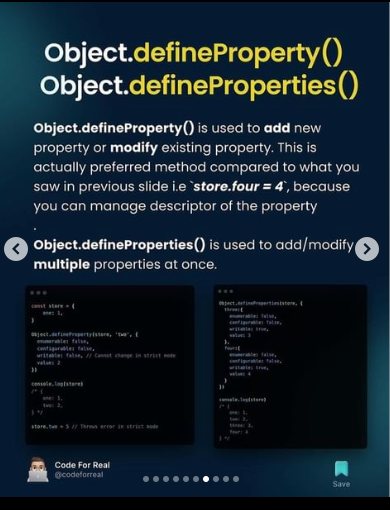 Object.defineProperty()
Object.defineProperties()
Object.defineProperty() is used to add new
property or modify existing property. This is
actually preferred method compared to what you
saw in previous slide i.e `store.four = 4`, because
you can manage descriptor of the property
.
Object.defineProperties() is used to add/modify
multiple properties at once.
const store = {
one: 1,
}
Object.defineProperty(store, 'two', {
enumerable: false,
configurable: false,
writable: false, // Cannot change in strict mode
value: 2
})
console.log(store)
/* {
one: 1,
two: 2,
} */
store.two = 5 // Throws error in strict mode
Object.defineProperties(store, {
three:{
enumerable: false,
configurable: false,
writable: true,
value: 3
},
four:{
enumerable: false,
configurable: false,
writable: true,
value: 4
}
})
console.log(store)
/* {
one: 1,
two: 2,
three: 3,
four: 4
} */
Code For Real
@codeforreal
Save